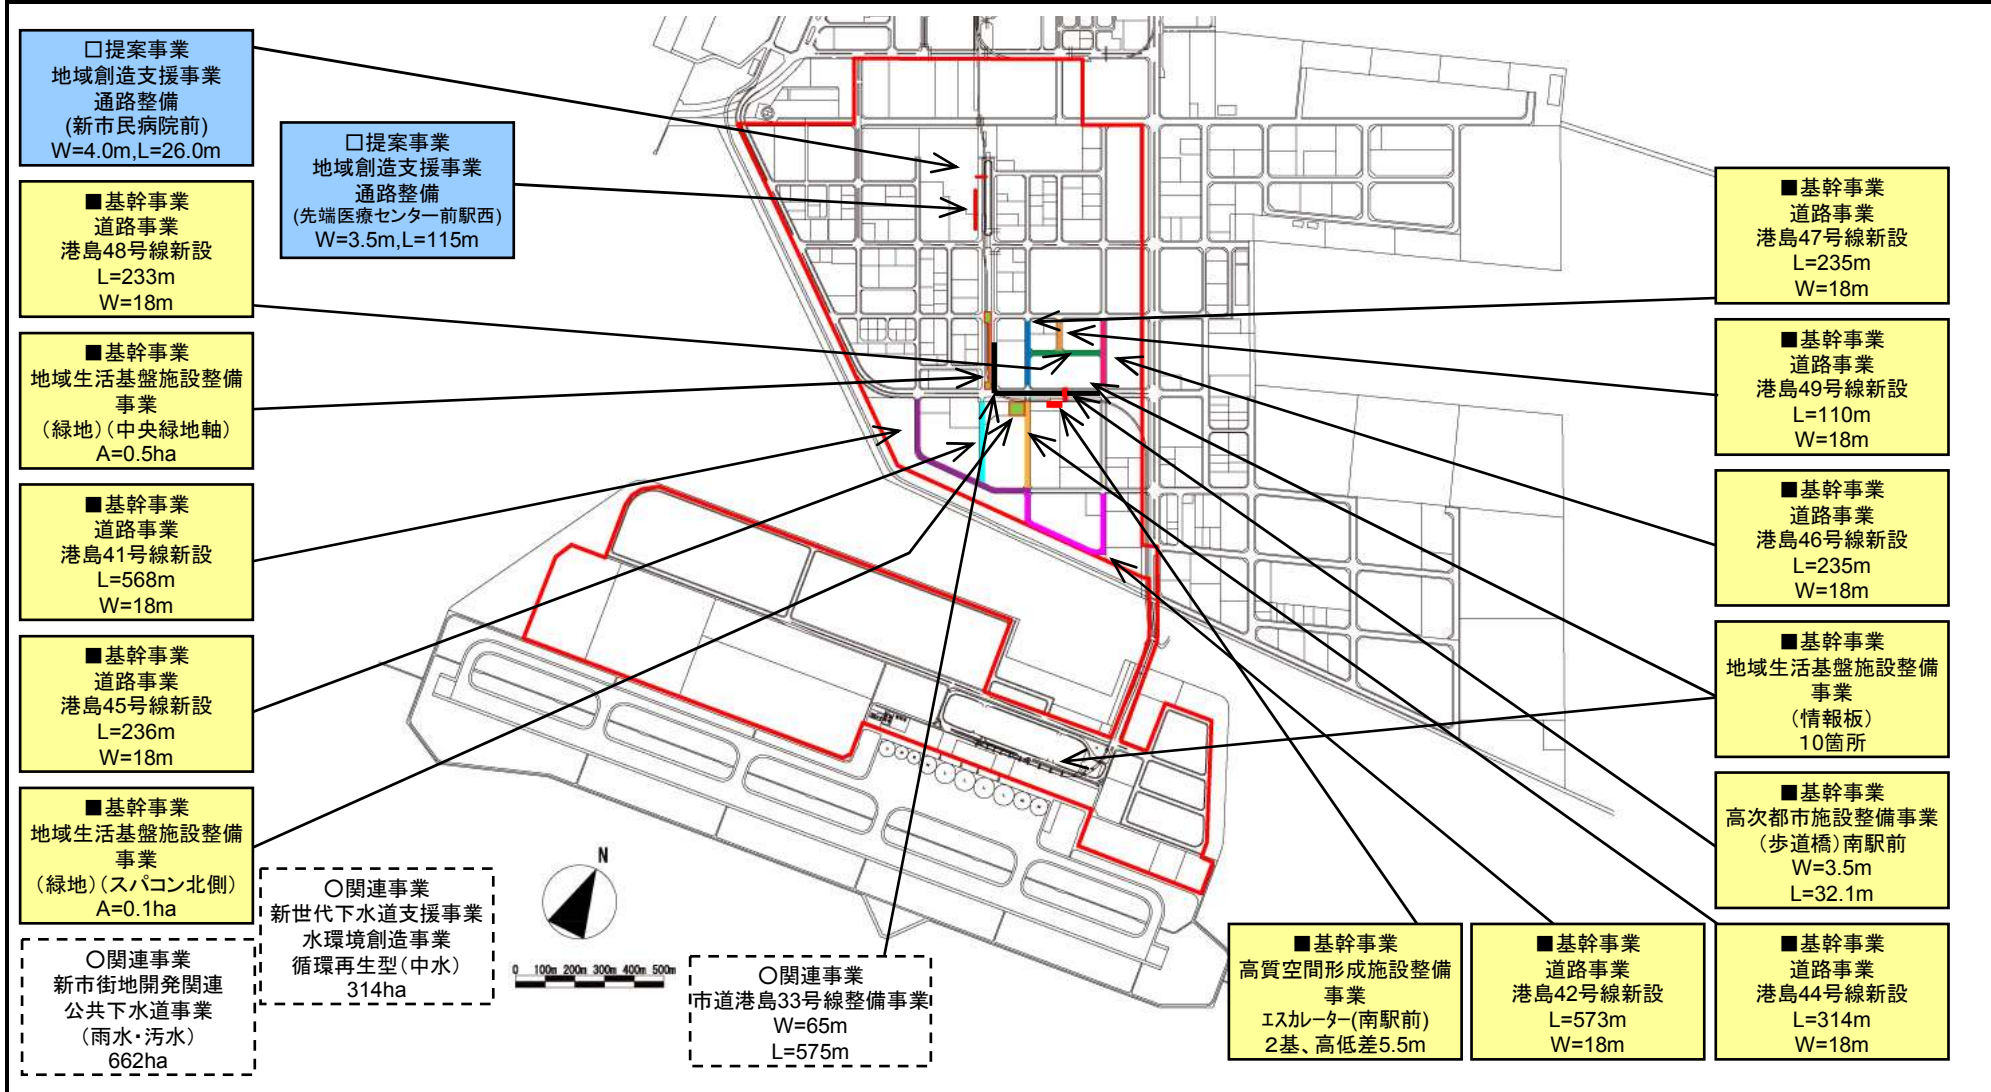 □提案事業
地域創造支援事業
通路整備
(新市民病院前)
W=4.0m,L=26.0m
□提案事業
地域創造支援事業
通路整備
(先端医療センター前駅西)
W=3.5m,L=115m
■基幹事業
道路事業
港島48号線新設
L=233m
W=18m
■基幹事業
地域生活基盤施設整備
事業
(緑地)(中央緑地軸)
A=0.5ha
■基幹事業
道路事業
港島41号線新設
L=568m
W=18m
■基幹事業
道路事業
港島45号線新設
L=236m
W=18m
■基幹事業
地域生活基盤施設整備
事業
(緑地)(スパコン北側)
A=0.1ha
○関連事業
新市街地開発関連
公共下水道事業
(雨水・汚水)
662ha
○関連事業
新世代下水道支援事業
水環境創造事業
循環再生型(中水)
314ha
N
0 100m 200m 300m 400m 500m
○関連事業
市道港島33号線整備事業
W=65m
L=575m
■基幹事業
道路事業
港島47号線新設
L=235m
W=18m
■基幹事業
道路事業
港島49号線新設
L=110m
W=18m
■基幹事業
道路事業
港島46号線新設
L=235m
W=18m
■基幹事業
地域生活基盤施設整備
事業
(情報板)
10箇所
■基幹事業
高次都市施設整備事業
(歩道橋)南駅前
W=3.5m
L=32.1m
■基幹事業
高質空間形成施設整備
事業
エスカレーター(南駅前)
2基、高低差5.5m
■基幹事業
道路事業
港島42号線新設
L=573m
W=18m
■基幹事業
道路事業
港島44号線新設
L=314m
W=18m